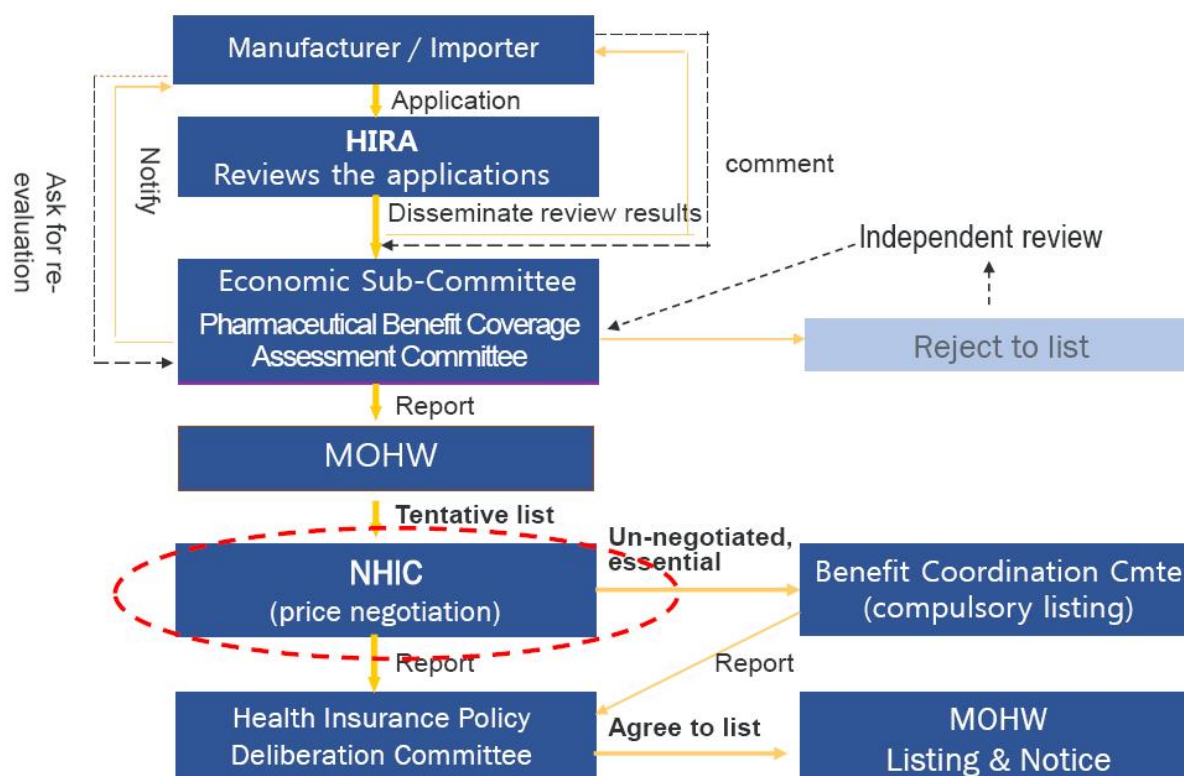 Manufacturer / Importer
Application
HIRA
Reviews the applications
comment
Notify
Ask for re-
evaluation
Disseminate review results
Independent review
Economic Sub-Committee
Pharmaceutical Benefit Coverage
Assessment Committee
Reject to list
Report
MOHW
Tentative list
Un-negotiated,
essential
NHIC
(price negotiation)
Benefit Coordination Cmte
(compulsory listing)
Report
Report
Health Insurance Policy
Deliberation Committee
Agree to list
MOHW
Listing & Notice